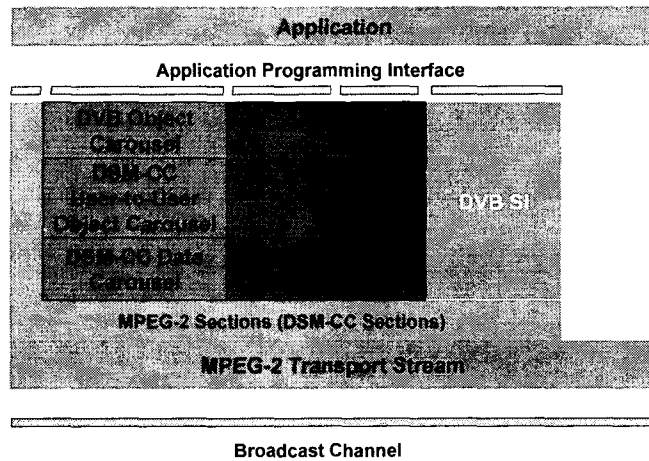 Application
Application Programming Interface
DVB Object
Carousel
DSM-CC
User-to-User
Object Carousel
DSM-CC Data
Carousel
DVB SI
MPEG-2 Sections (DSM-CC Sections)
MPEG-2 Transport Stream
Broadcast Channel